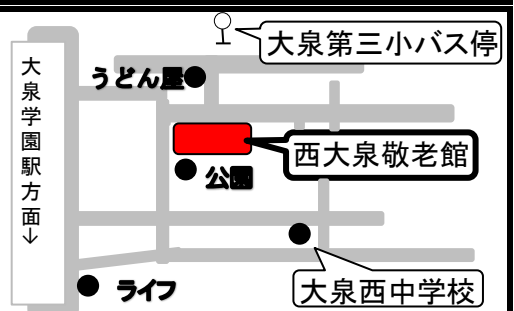 大泉第三小バス停
大泉学園駅方面↓
うどん屋
西大泉敬老館
公園
大泉西中学校
ライフ